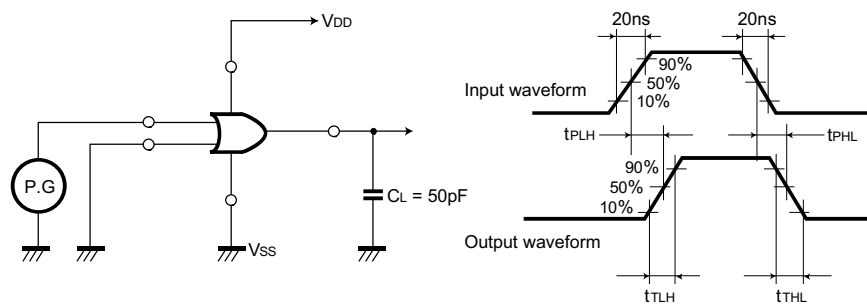 VDD
P.G
CL = 50pF
VSS
20ns
20ns
90%
50%
10%
Input waveform
tPLH
tPHL
90%
50%
10%
Output waveform
tTLH
tTHL